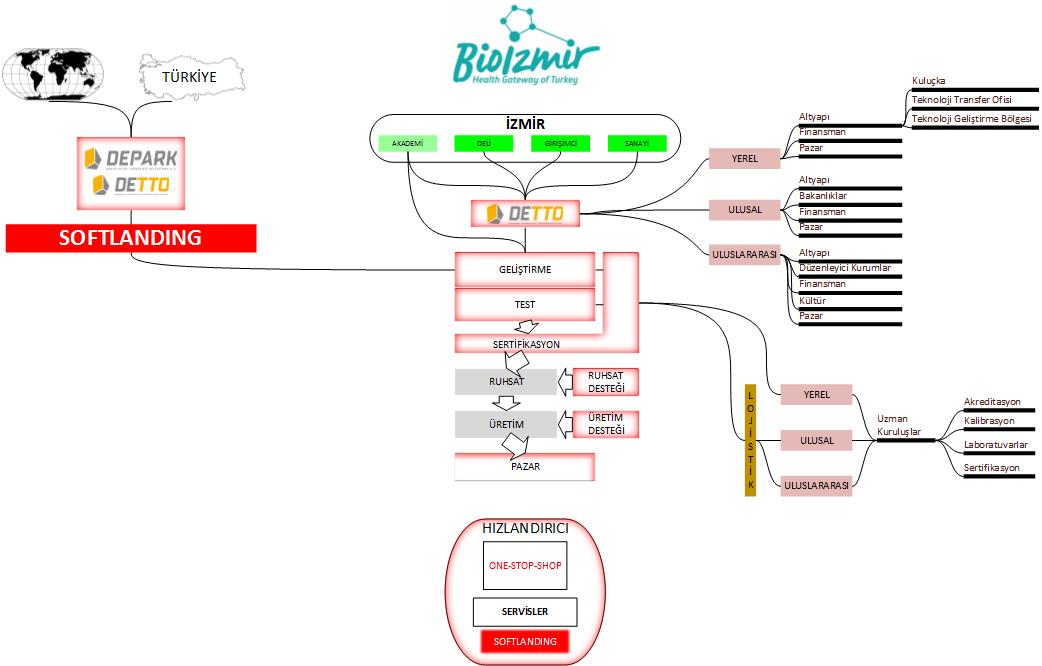 BioIzmir
Health Gateway of Turkey
TÜRKİYE
DEPARK
DETTO
SOFTLANDING
İZMİR
AKADEMİ
DEÜ
GİRİŞİMCİ
SANAYİ
DETTO
YEREL
Altyapı
Finansman
Pazar
Kuluçka
Teknoloji Transfer Ofisi
Teknoloji Geliştirme Bölgesi
ULUSAL
Altyapı
Bakanlıklar
Finansman
Pazar
ULUSLARARASI
Altyapı
Düzenleyici Kurumlar
Finansman
Kültür
Pazar
GELİŞTİRME
TEST
SERTİFİKASYON
RUHSAT
RUHSAT
DESTEĞİ
ÜRETİM
ÜRETİM
DESTEĞİ
PAZAR
LOJİSTİK
YEREL
ULUSAL
ULUSLARARASI
Uzman
Kuruluşlar
Akreditasyon
Kalibrasyon
Laboratuvarlar
Sertifikasyon
HIZLANDIRICI
ONE-STOP-SHOP
SERVİSLER
SOFTLANDING